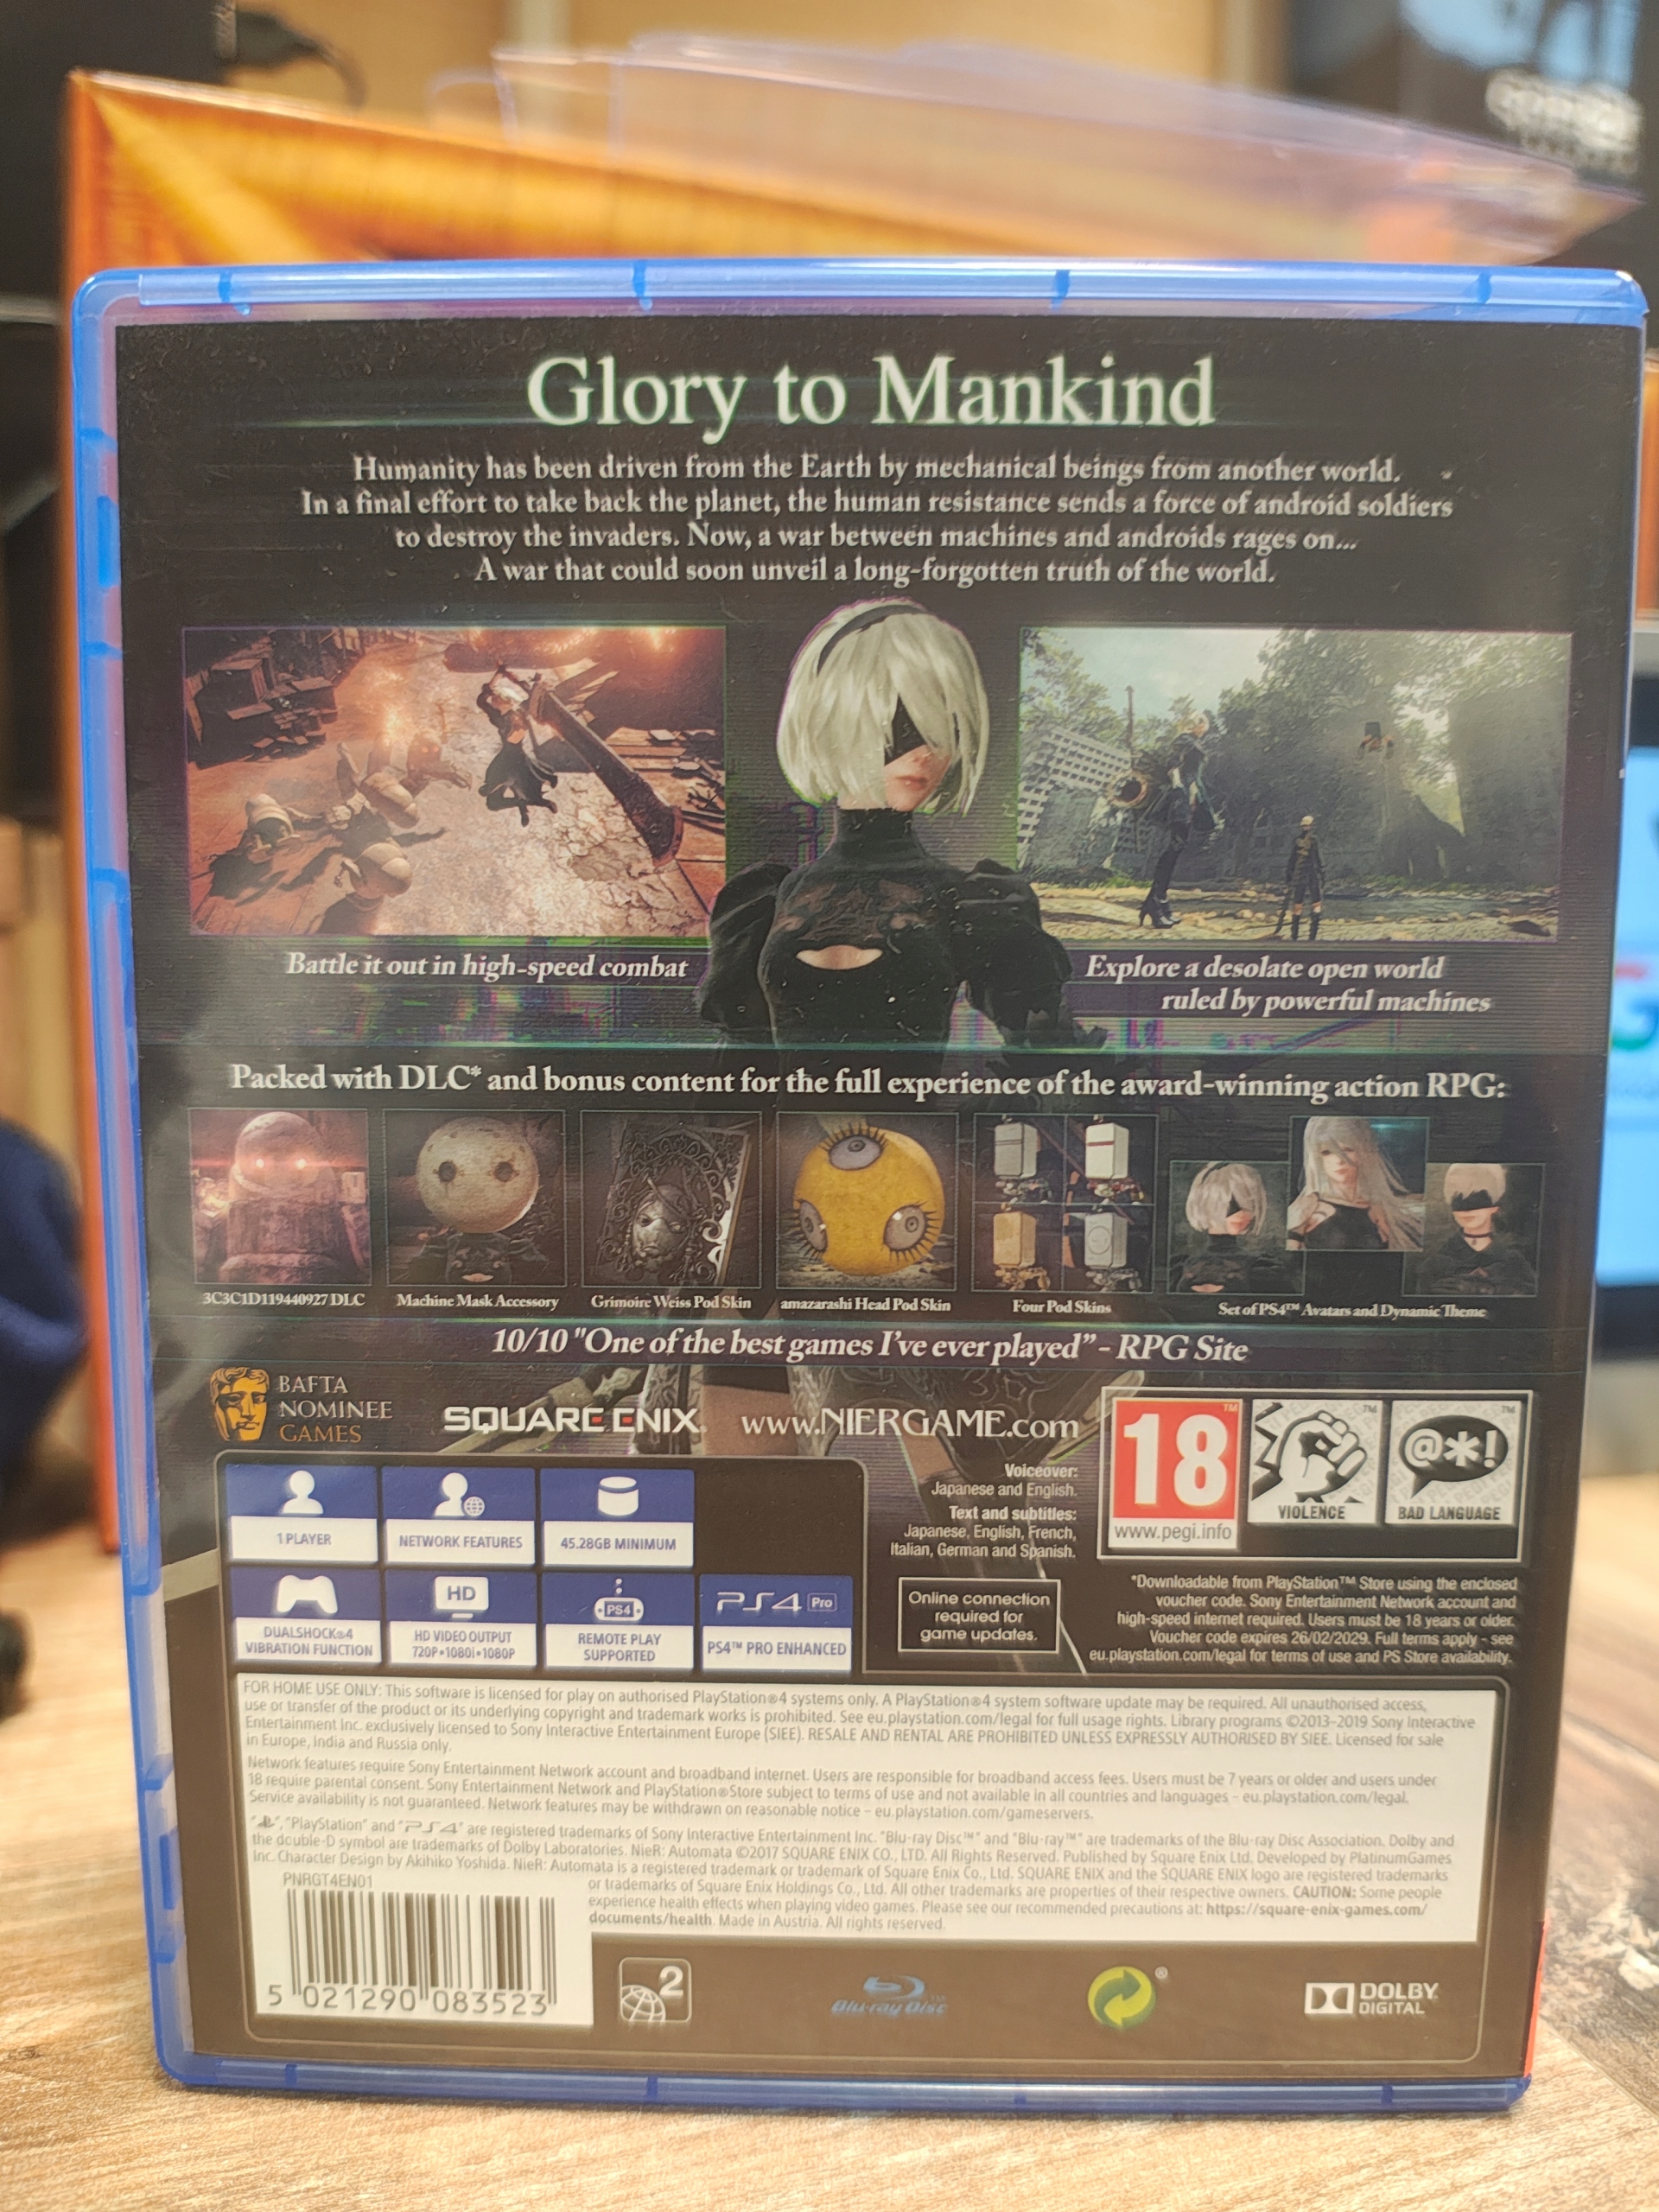 Glory to Mankind
Humanity has been driven from the Earth by mechanical beings from another world.
In a final effort to take back the planet, the human resistance sends a force of android soldiers
to destroy the invaders. Now, a war between machines and androids rages on...
A war that could soon unveil a long-forgotten truth of the world.
Battle it out in high-speed combat
Explore a desolate open world
ruled by powerful machines
Packed with DLC* and bonus content for the full experience of the award-winning action RPG:
3C3C1D119440927 DLC
Machine Mask Accessory
Grimoire Weiss Pod Skin
amazarashi Head Pod Skin
Four Pod Skins
Set of PS4™ Avatars and Dynamic Theme
10/10 "One of the best games I've ever played” - RPG Site
BAFTA
NOMINEE
GAMES
SQUARE ENIX.
www.NIERGAME.com
18™
www.pegi.info
VIOLENCE
@*!
BAD LANGUAGE
1 PLAYER
NETWORK FEATURES
45.28GB MINIMUM
Voiceover:
Japanese and English.
Text and subtitles:
Japanese, English, French,
Italian, German and Spanish.
DUALSHOCK®4
VIBRATION FUNCTION
HD
HD VIDEO OUTPUT
720P•1080i•1080P
PS4
REMOTE PLAY
SUPPORTED
PS4 Pro
PS4™ PRO ENHANCED
Online connection
required for
game updates.
*Downloadable from PlayStation™ Store using the enclosed
voucher code. Sony Entertainment Network account and
high-speed internet required. Users must be 18 years or older.
Voucher code expires 26/02/2029. Full terms apply - see
eu.playstation.com/legal for terms of use and PS Store availability.
FOR HOME USE ONLY: This software is licensed for play on authorised PlayStation®4 systems only. A PlayStation®4 system software update may be required. All unauthorised access,
use or transfer of the product or its underlying copyright and trademark works is prohibited. See eu.playstation.com/legal for full usage rights. Library programs ©2013-2019 Sony Interactive
Entertainment Inc. exclusively licensed to Sony Interactive Entertainment Europe (SIEE). RESALE AND RENTAL ARE PROHIBITED UNLESS EXPRESSLY AUTHORISED BY SIEE. Licensed for sale
in Europe, India and Russia only.
Network features require Sony Entertainment Network account and broadband internet. Users are responsible for broadband access fees. Users must be 7 years or older and users under
18 require parental consent. Sony Entertainment Network and PlayStation®Store subject to terms of use and not available in all countries and languages – eu.playstation.com/legal.
Service availability is not guaranteed. Network features may be withdrawn on reasonable notice – eu.playstation.com/gameservers.
"PlayStation" and "PS4" are registered trademarks of Sony Interactive Entertainment Inc. "Blu-ray Disc™" and "Blu-ray™" are trademarks of the Blu-ray Disc Association. Dolby and
the double-D symbol are trademarks of Dolby Laboratories. NieR: Automata ©2017 SQUARE ENIX CO., LTD. All Rights Reserved. Published by Square Enix Ltd. Developed by PlatinumGames
Inc. Character Design by Akihiko Yoshida. NieR: Automata is a registered trademark or trademark of Square Enix Co., Ltd. SQUARE ENIX and the SQUARE ENIX logo are registered trademarks
or trademarks of Square Enix Holdings Co., Ltd. All other trademarks are properties of their respective owners. CAUTION: Some people
experience health effects when playing video games. Please see our recommended precautions at: https://square-enix-games.com/
documents/health. Made in Austria. All rights reserved.
PNRGT4EN01
5 021290 083523
2
Blu-ray Disc™
®
DOLBY
DIGITAL